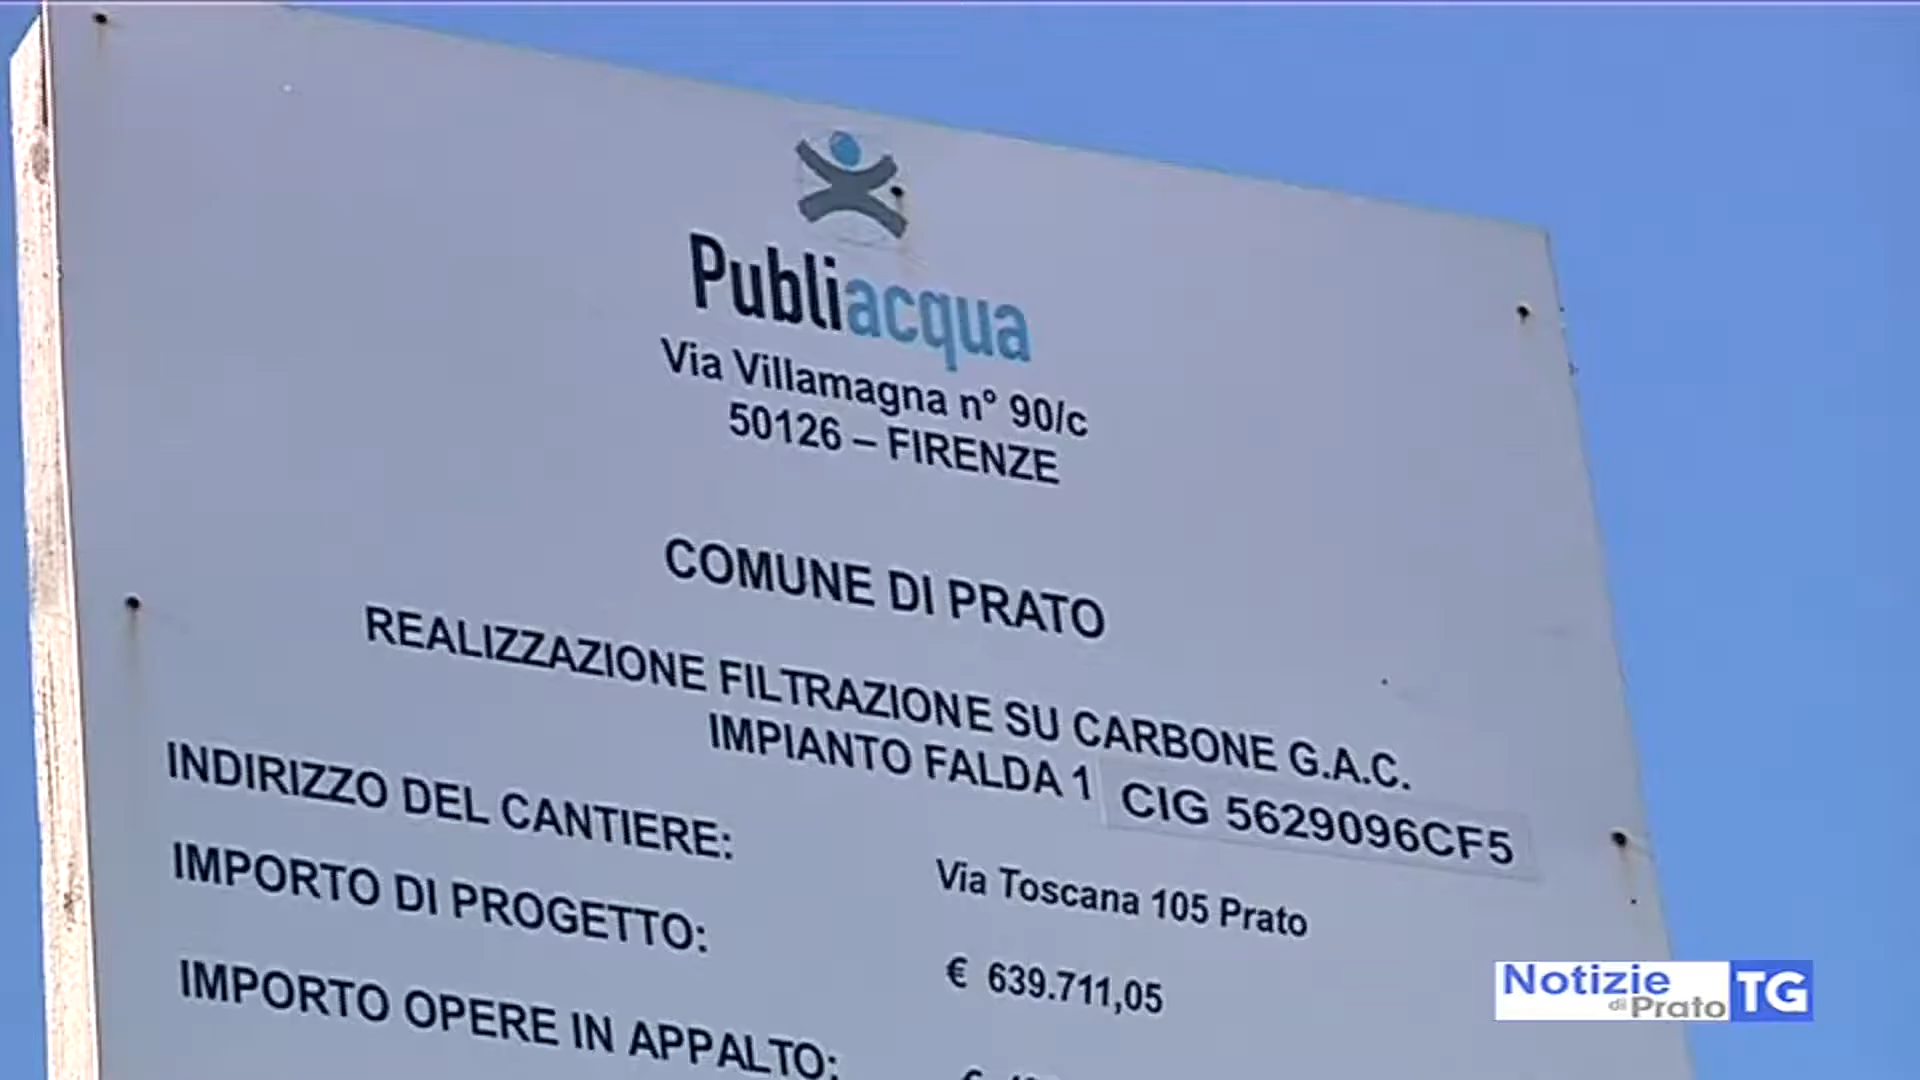 Publiacqua
Via Villamagna n° 90/c
50126 – FIRENZE
COMUNE DI PRATO
REALIZZAZIONE FILTRAZIONE SU CARBONE G.A.C.
IMPIANTO FALDA 1 CIG 5629096CF5
INDIRIZZO DEL CANTIERE: Via Toscana 105 Prato
IMPORTO DI PROGETTO: € 639.711,05
IMPORTO OPERE IN APPALTO: €
Notizie
di Prato TG